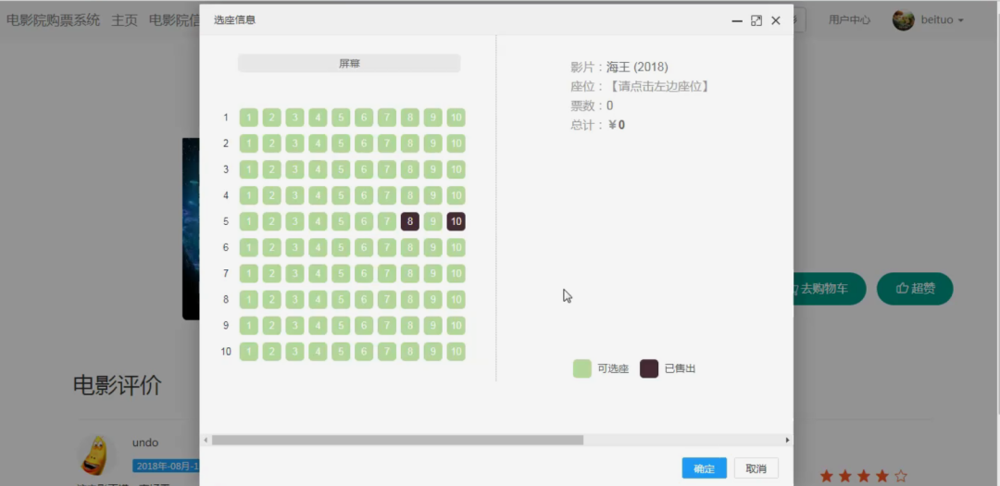 电影院购票系统 主页 电影院信
选座信息
用户中心 beituo
屏幕
影片：海王 (2018)
座位：【请点击左边座位】
票数：0
总计：￥0
1 1 2 3 4 5 6 7 8 9 10
2 1 2 3 4 5 6 7 8 9 10
3 1 2 3 4 5 6 7 8 9 10
4 1 2 3 4 5 6 7 8 9 10
5 1 2 3 4 5 6 7 8 9 10
6 1 2 3 4 5 6 7 8 9 10
7 1 2 3 4 5 6 7 8 9 10
8 1 2 3 4 5 6 7 8 9 10
9 1 2 3 4 5 6 7 8 9 10
10 1 2 3 4 5 6 7 8 9 10
去购物车
超赞
可选座 已售出
电影评价
undo
2018年-08月-1
确定 取消